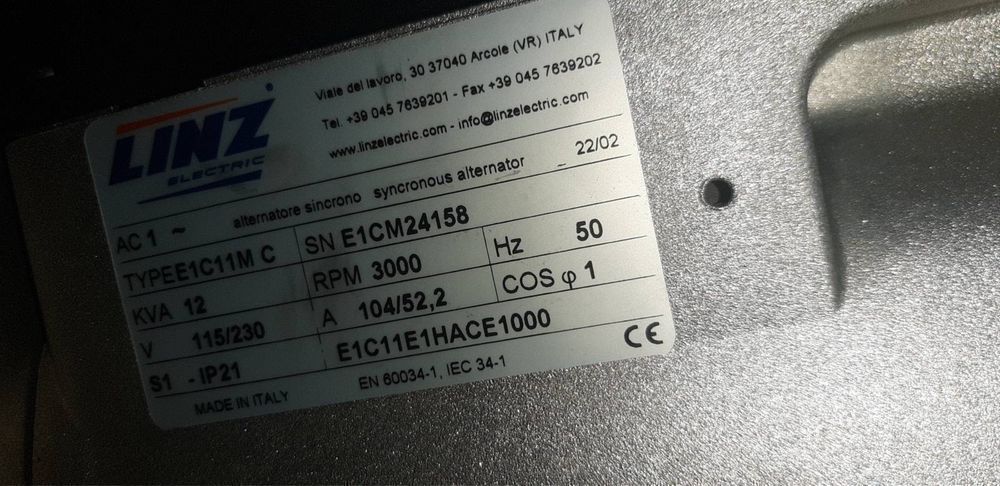 LINZ
ELECTRIC
Viale del lavoro, 30 37040 Arcole (VR) ITALY
Tel. +39 045 7639201 - Fax +39 045 7639202
www.linzelectric.com - info@linzelectric.com
AC 1 ~ alternatore sincrono syncronous alternator - 22/02
TYPE E1C11M C SN E1CM24158
KVA 12 RPM 3000 Hz 50
V 115/230 A 104/52,2 COS φ 1
S1 - IP21 E1C11E1HACE1000
MADE IN ITALY EN 60034-1, IEC 34-1 CE